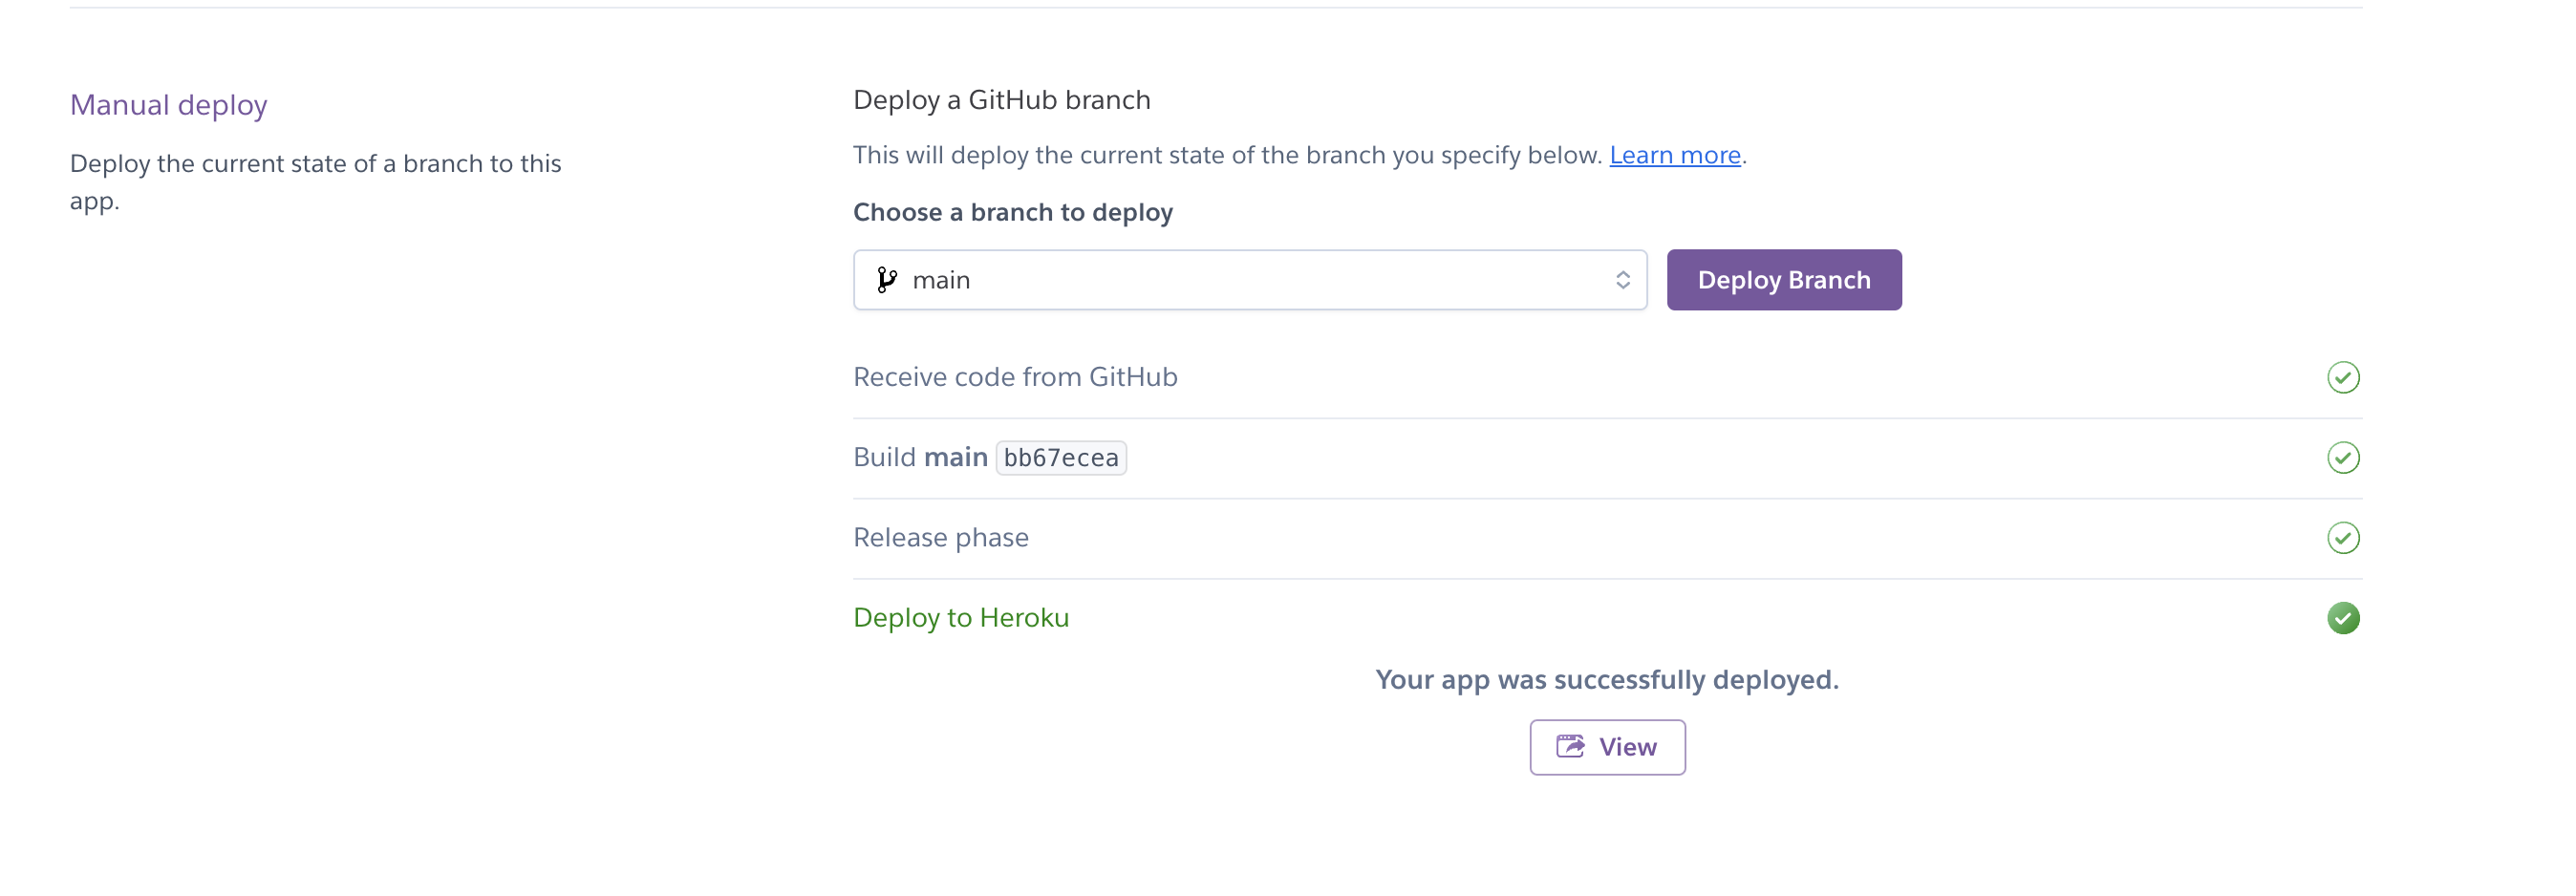 Manual deploy
Deploy the current state of a branch to this
app.
Deploy a GitHub branch
This will deploy the current state of the branch you specify below. Learn more.
Choose a branch to deploy
main
Deploy Branch
Receive code from GitHub
Build main bb67ecea
Release phase
Deploy to Heroku
Your app was successfully deployed.
View